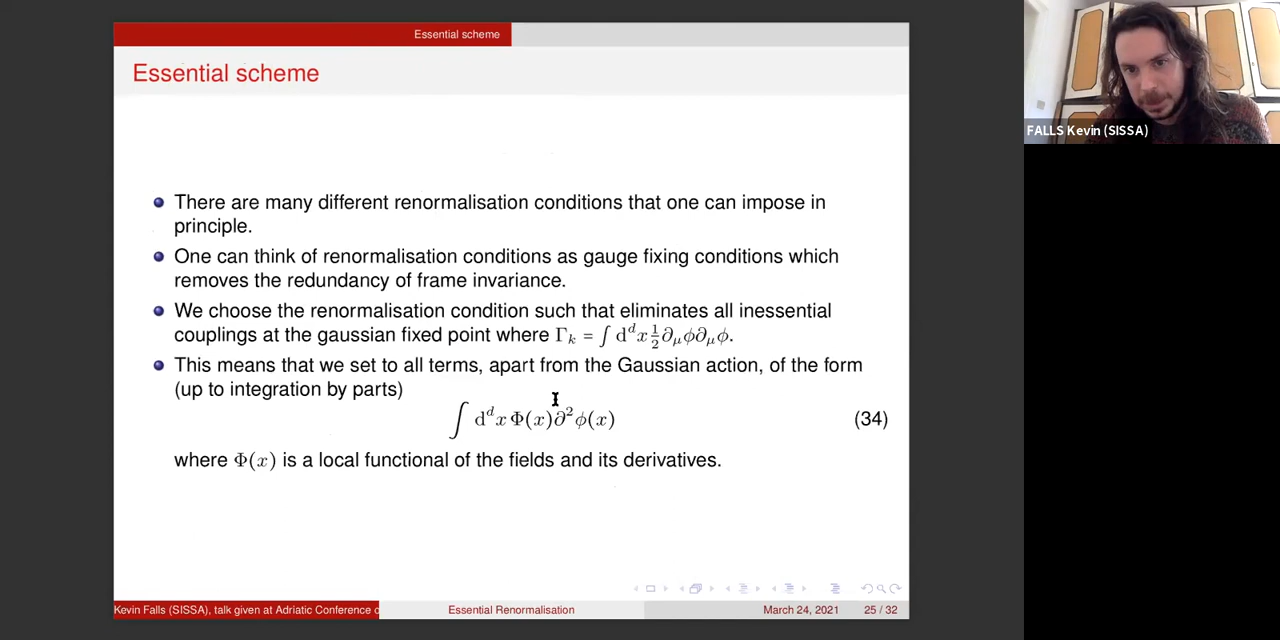 Essential scheme
Essential scheme
There are many different renormalisation conditions that one can impose in
principle.
One can think of renormalisation conditions as gauge fixing conditions which
removes the redundancy of frame invariance.
We choose the renormalisation condition such that eliminates all inessential
couplings at the gaussian fixed point where Γₖ = ∫ dᵈx ½ ∂μϕ∂μϕ.
This means that we set to all terms, apart from the Gaussian action, of the form
(up to integration by parts)
∫ dᵈx Φ(x)∂²ϕ(x) (34)
where Φ(x) is a local functional of the fields and its derivatives.
Kevin Falls (SISSA), talk given at Adriatic Conference o
Essential Renormalisation
March 24, 2021
25 / 32
FALLS Kevin (SISSA)